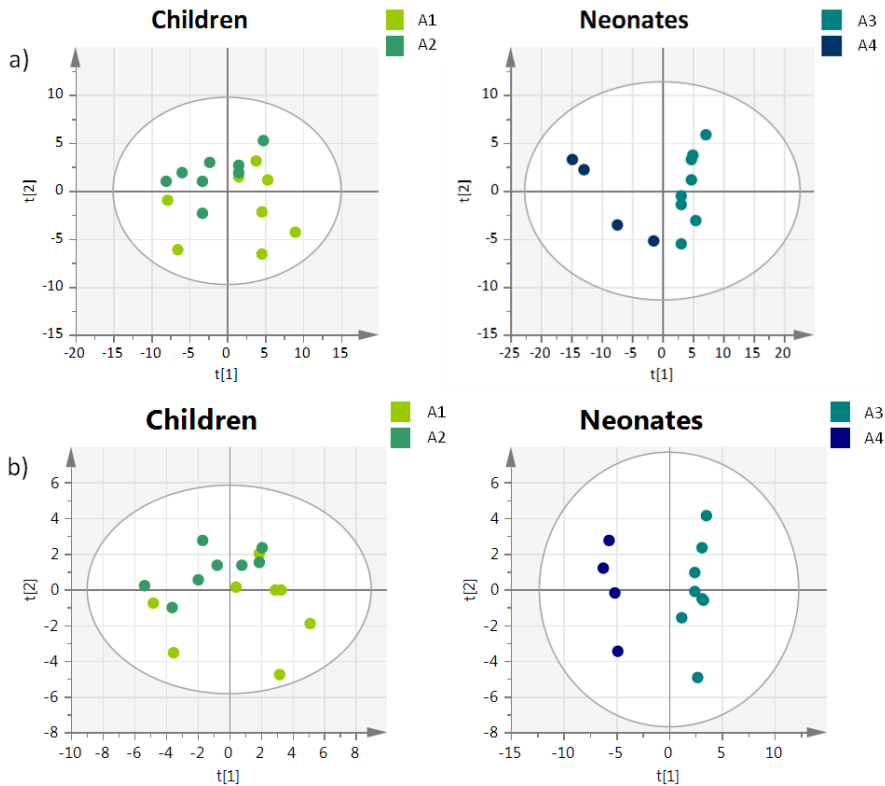 Children
A1
A2
Neonates
A3
A4
a)
t[2]
10
5
0
-5
-10
-15
-20 -15 -10 -5 0 5 10 15
t[1]
t[2]
10
5
0
-5
-10
-15
-25 -20 -15 -10 -5 0 5 10 15 20
t[1]
Children
A1
A2
Neonates
A3
A4
b)
t[2]
6
4
2
0
-2
-4
-6
-8
-10 -8 -6 -4 -2 0 2 4 6 8
t[1]
t[2]
6
4
2
0
-2
-4
-6
-8
-15 -10 -5 0 5 10
t[1]